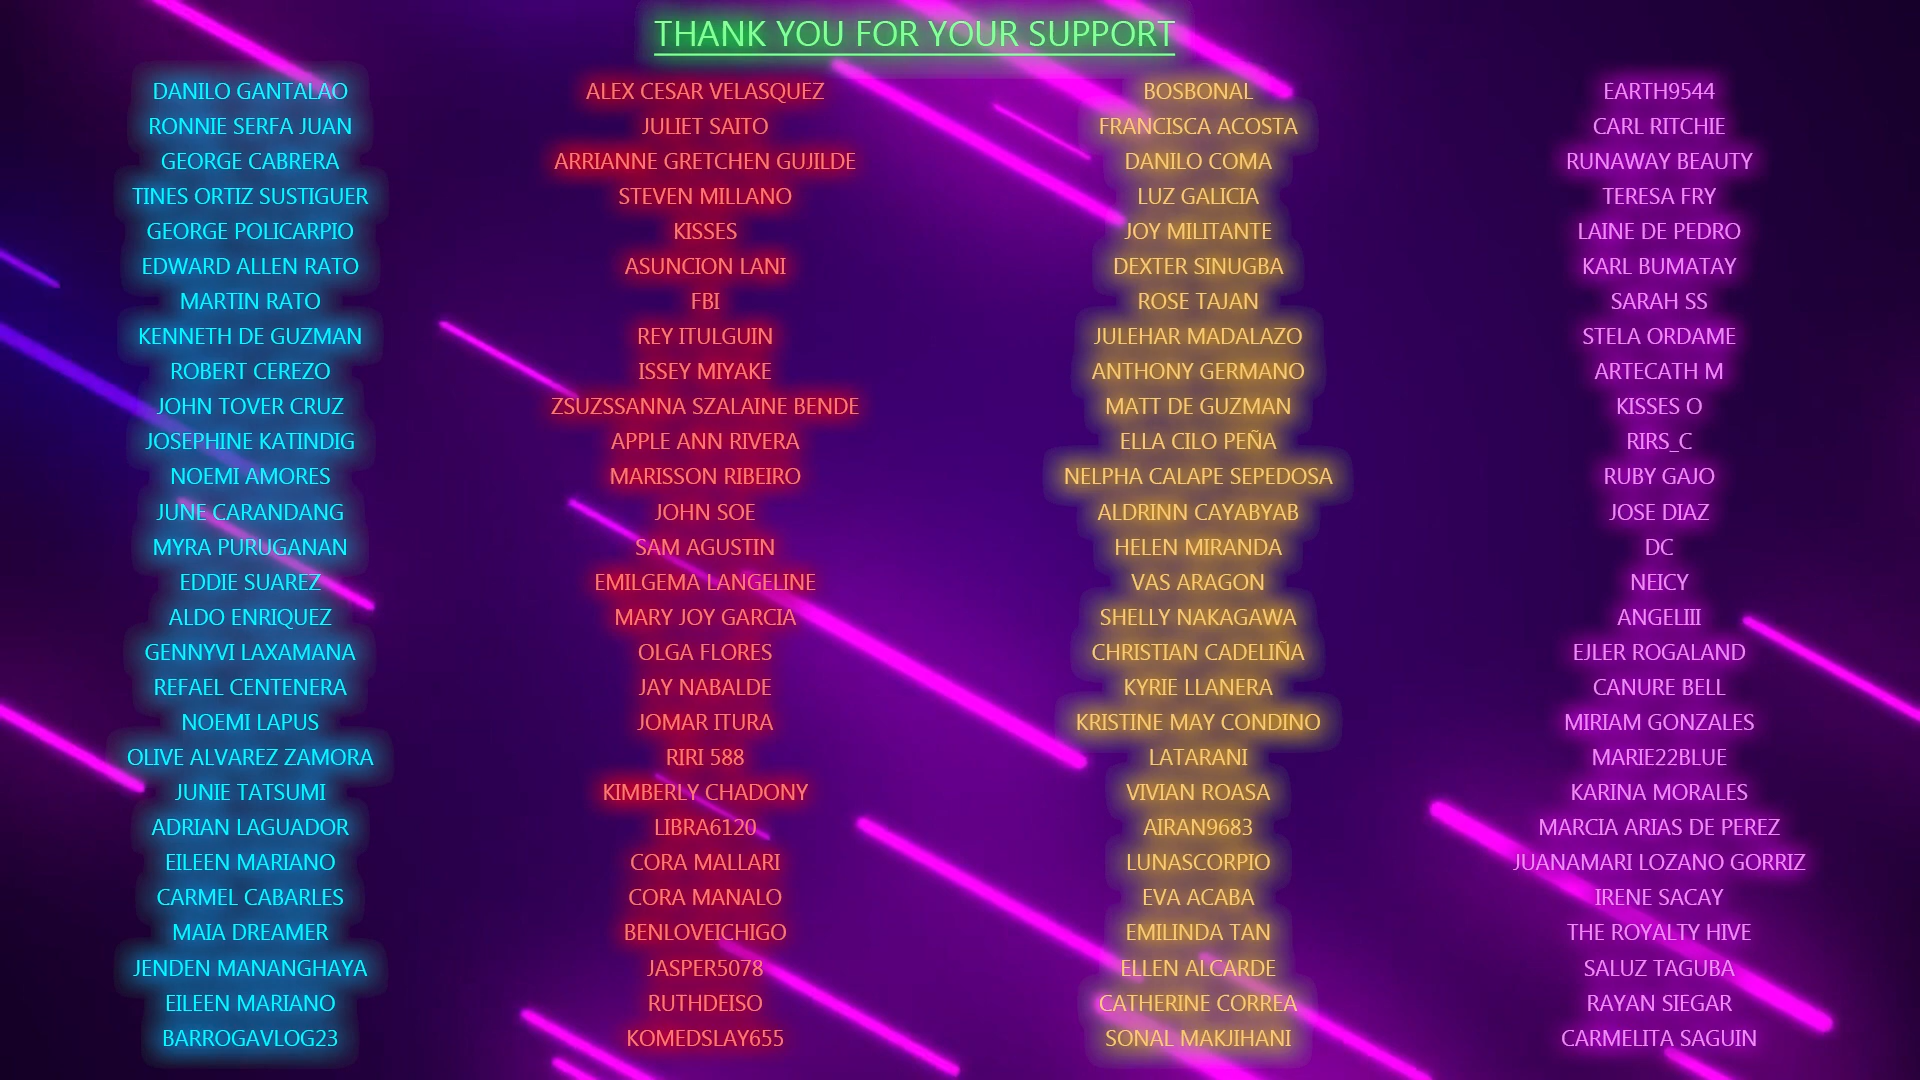 THANK YOU FOR YOUR SUPPORT
DANILO GANTALAO
RONNIE SERFA JUAN
GEORGE CABRERA
TINES ORTIZ SUSTIGUER
GEORGE POLICARPIO
EDWARD ALLEN RATO
MARTIN RATO
KENNETH DE GUZMAN
ROBERT CEREZO
JOHN TOVER CRUZ
JOSEPHINE KATINDIG
NOEMI AMORES
JUNE CARANDANG
MYRA PURUGANAN
EDDIE SUAREZ
ALDO ENRIQUEZ
GENNYVI LAXAMANA
REFAEL CENTENERA
NOEMI LAPUS
OLIVE ALVAREZ ZAMORA
JUNIE TATSUMI
ADRIAN LAGUADOR
EILEEN MARIANO
CARMEL CABARLES
MAIA DREAMER
JENDEN MANANGHAYA
EILEEN MARIANO
BARROGAVLOG23
ALEX CESAR VELASQUEZ
JULIET SAITO
ARRIANNE GRETCHEN GUJILDE
STEVEN MILLANO
KISSES
ASUNCION LANI
FBI
REY ITULGUIN
ISSEY MIYAKE
ZSUZSSANNA SZALAINE BENDE
APPLE ANN RIVERA
MARISSON RIBEIRO
JOHN SOE
SAM AGUSTIN
EMILGEMA LANGELINE
MARY JOY GARCIA
OLGA FLORES
JAY NABALDE
JOMAR ITURA
RIRI 588
KIMBERLY CHADONY
LIBRA6120
CORA MALLARI
CORA MANALO
BENLOVEICHIGO
JASPER5078
RUTHDEISO
KOMEDSLAY655
BOSBONAL
FRANCISCA ACOSTA
DANILO COMA
LUZ GALICIA
JOY MILITANTE
DEXTER SINUGBA
ROSE TAJAN
JULEHAR MADALAZO
ANTHONY GERMANO
MATT DE GUZMAN
ELLA CILO PEÑA
NELPHA CALAPE SEPEDOSA
ALDRINN CAYABYAB
HELEN MIRANDA
VAS ARAGON
SHELLY NAKAGAWA
CHRISTIAN CADELIÑA
KYRIE LLANERA
KRISTINE MAY CONDINO
LATARANI
VIVIAN ROASA
AIRAN9683
LUNASCORPIO
EVA ACABA
EMILINDA TAN
ELLEN ALCARDE
CATHERINE CORREA
SONAL MAKJIHANI
EARTH9544
CARL RITCHIE
RUNAWAY BEAUTY
TERESA FRY
LAINE DE PEDRO
KARL BUMATAY
SARAH SS
STELA ORDAME
ARTECATH M
KISSES O
RIRS_C
RUBY GAJO
JOSE DIAZ
DC
NEICY
ANGELIII
EJLER ROGALAND
CANURE BELL
MIRIAM GONZALES
MARIE22BLUE
KARINA MORALES
MARCIA ARIAS DE PEREZ
JUANAMARI LOZANO GORRIZ
IRENE SACAY
THE ROYALTY HIVE
SALUZ TAGUBA
RAYAN SIEGAR
CARMELITA SAGUIN